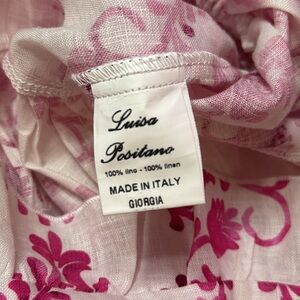 Luisa
Positano
100% lino - 100% linen
MADE IN ITALY
GIORGIA